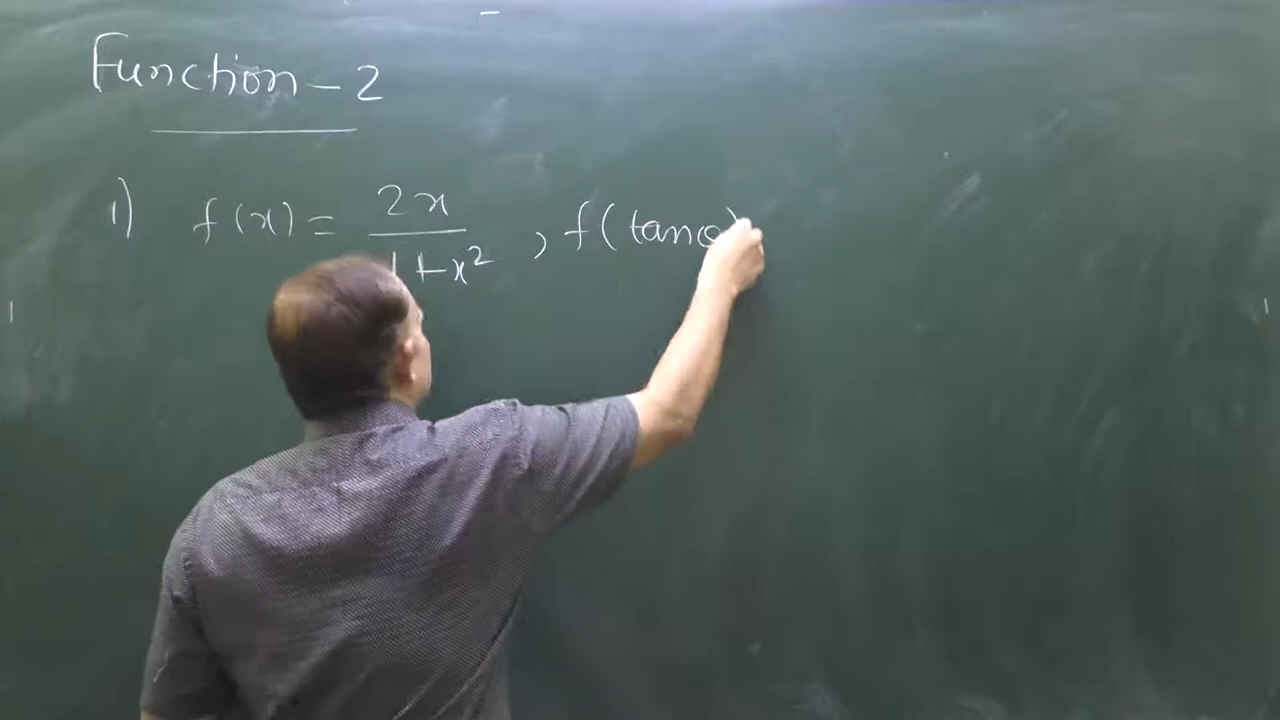 Function-2
1) f(x) = 2x / 1+x² , f(tanθ)